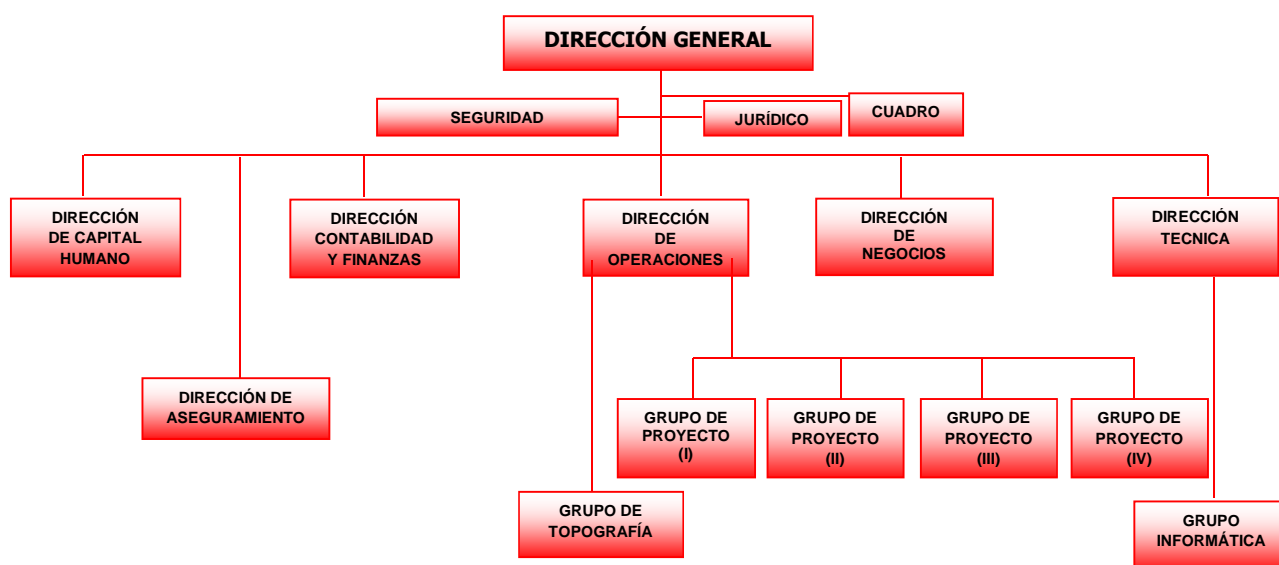 DIRECCIÓN GENERAL
SEGURIDAD
JURÍDICO
CUADRO
DIRECCIÓN
DE CAPITAL
HUMANO
DIRECCIÓN
CONTABILIDAD
Y FINANZAS
DIRECCIÓN
DE
OPERACIONES
DIRECCIÓN
DE
NEGOCIOS
DIRECCIÓN
TECNICA
DIRECCIÓN DE
ASEGURAMIENTO
GRUPO DE
PROYECTO
(I)
GRUPO DE
PROYECTO
(II)
GRUPO DE
PROYECTO
(III)
GRUPO DE
PROYECTO
(IV)
GRUPO DE
TOPOGRAFÍA
GRUPO
INFORMÁTICA